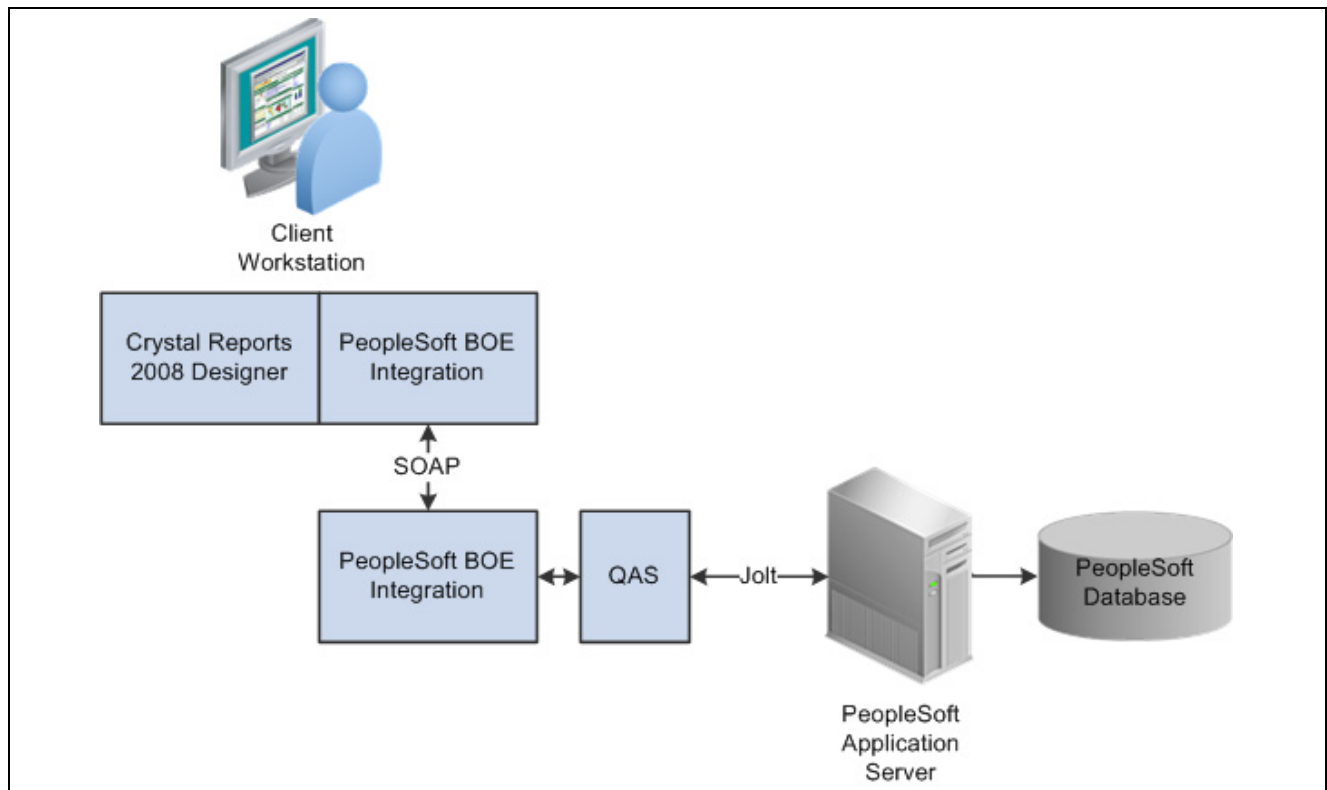 Client
Workstation
Crystal Reports
2008 Designer
PeopleSoft BOE
Integration
SOAP
PeopleSoft BOE
Integration
QAS
Jolt
PeopleSoft
Database
PeopleSoft
Application
Server